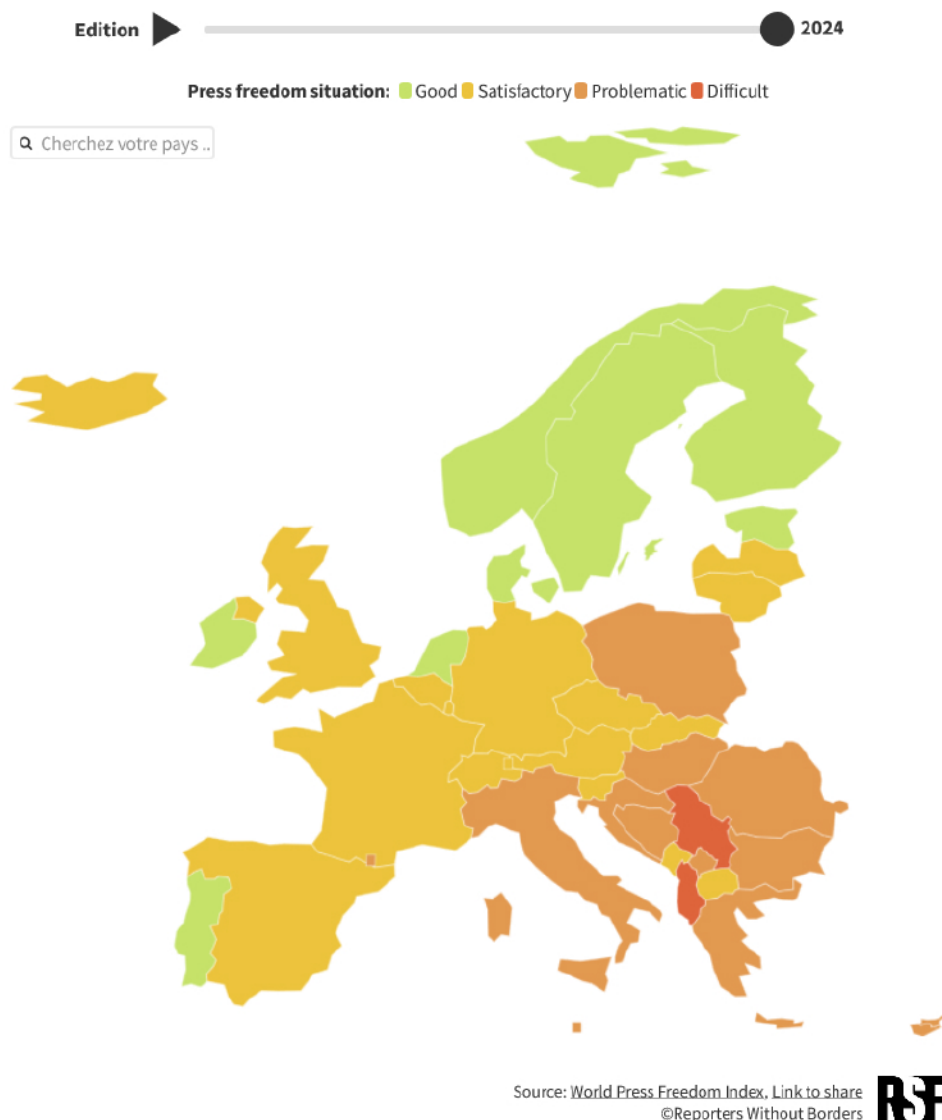 Edition 2024
Press freedom situation: Good Satisfactory Problematic Difficult
Cherchez votre pays ..
Source: World Press Freedom Index, Link to share
©Reporters Without Borders
RSF